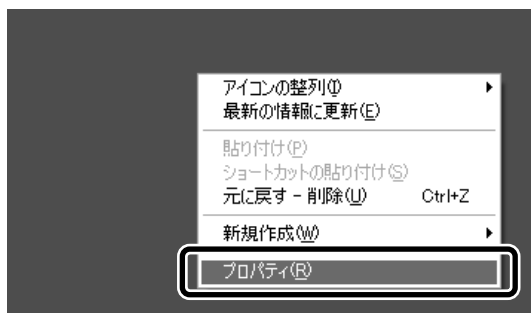 アイコンの整列(I)
最新の情報に更新(E)
貼り付け(P)
ショートカットの貼り付け(S)
元に戻す - 削除(U) Ctrl+Z
新規作成(W)
プロパティ(R)